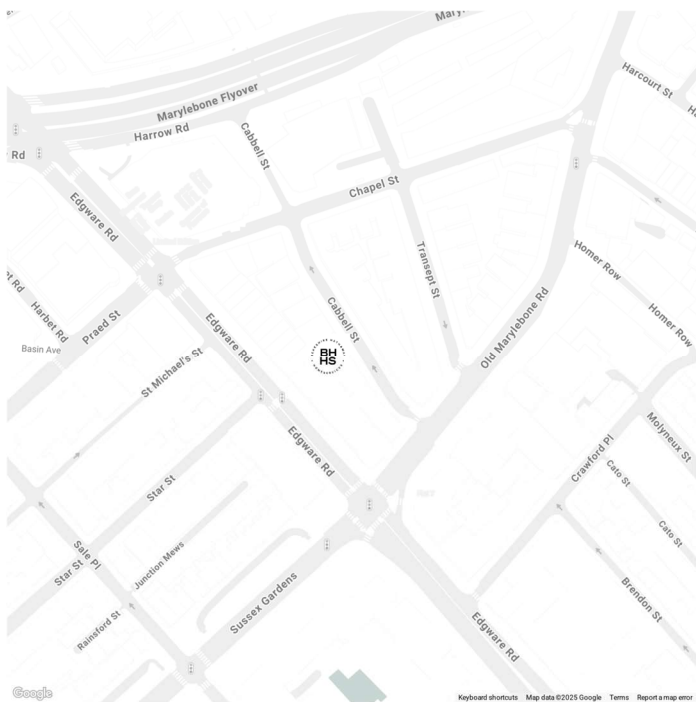 Mary
Marylebone Flyover
Harrow Rd
Rd
Harcourt St
Cabbell St
Chapel St
Edgware Rd
Transept St
Homer Row
Homer Row
Harbet Rd
Praed St
Basin Ave
St Michael's St
Edgware Rd
BH
HS
Cabbell St
Old Marylebone Rd
Edgware Rd
Star St
Crawford Pl
Molyneux St
Cato St
Cato St
Sale Pl
Junction Mews
Star St
Rainsford St
Sussex Gardens
Brendon St
Edgware Rd
Google
Keyboard shortcuts Map data ©2025 Google Terms Report a map error